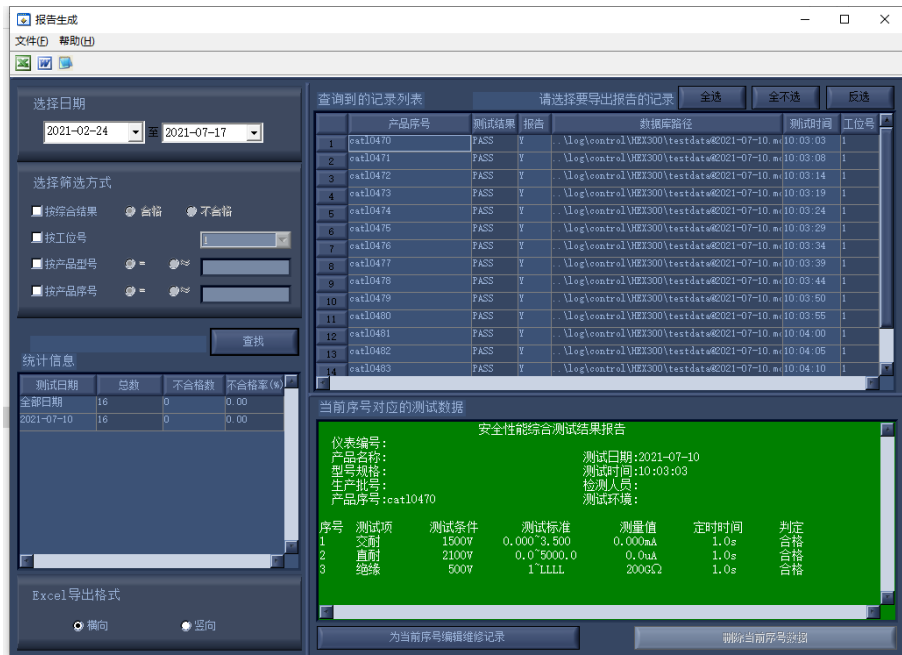 报告生成
文件(F) 帮助(H)
选择日期
2021-02-24 至 2021-07-17
选择筛选方式
按综合结果 合格 不合格
按工位号 1
按产品型号 = ≈
按产品序号 = ≈
查找
统计信息
测试日期 总数 不合格数 不合格率(%)
全部日期 16 0 0.00
2021-07-10 16 0 0.00
Excel导出格式
横向 竖向
查询到的记录列表 请选择要导出报告的记录 全选 全不选 反选
产品序号 测试结果 报告 数据库路径 测试时间 工位号
1 catl0470 PASS Y ..\log\control\HEX300\testdata@2021-07-10.m 10:03:03 1
2 catl0471 PASS Y ..\log\control\HEX300\testdata@2021-07-10.m 10:03:08 1
3 catl0472 PASS Y ..\log\control\HEX300\testdata@2021-07-10.m 10:03:14 1
4 catl0473 PASS Y ..\log\control\HEX300\testdata@2021-07-10.m 10:03:19 1
5 catl0474 PASS Y ..\log\control\HEX300\testdata@2021-07-10.m 10:03:24 1
6 catl0475 PASS Y ..\log\control\HEX300\testdata@2021-07-10.m 10:03:29 1
7 catl0476 PASS Y ..\log\control\HEX300\testdata@2021-07-10.m 10:03:34 1
8 catl0477 PASS Y ..\log\control\HEX300\testdata@2021-07-10.m 10:03:39 1
9 catl0478 PASS Y ..\log\control\HEX300\testdata@2021-07-10.m 10:03:44 1
10 catl0479 PASS Y ..\log\control\HEX300\testdata@2021-07-10.m 10:03:50 1
11 catl0480 PASS Y ..\log\control\HEX300\testdata@2021-07-10.m 10:03:55 1
12 catl0481 PASS Y ..\log\control\HEX300\testdata@2021-07-10.m 10:04:00 1
13 catl0482 PASS Y ..\log\control\HEX300\testdata@2021-07-10.m 10:04:05 1
14 catl0483 PASS Y ..\log\control\HEX300\testdata@2021-07-10.m 10:04:10 1
当前序号对应的测试数据
安全性能综合测试结果报告
仪表编号:
产品名称: 测试日期:2021-07-10
型号规格: 测试时间:10:03:03
生产批号: 检测人员:
产品序号:catl0470 测试环境:
序号 测试项 测试条件 测试标准 测量值 定时时间 判定
1 交耐 1500V 0.000~3.500 0.000mA 1.0s 合格
2 直耐 2100V 0.0~5000.0 0.0uA 1.0s 合格
3 绝缘 500V 1~LLLL 200GΩ 1.0s 合格
为当前序号编辑维修记录 删除当前序号数据